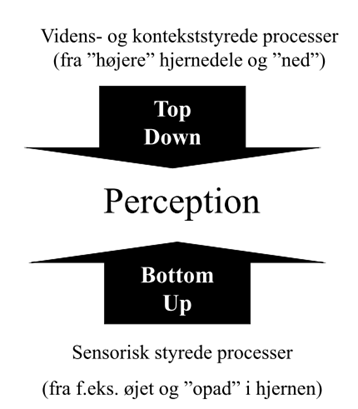 Videns- og kontekststyrede processer
(fra ”højere” hjernedele og ”ned”)
Top
Down
Perception
Bottom
Up
Sensorisk styrede processer
(fra f.eks. øjet og ”opad” i hjernen)